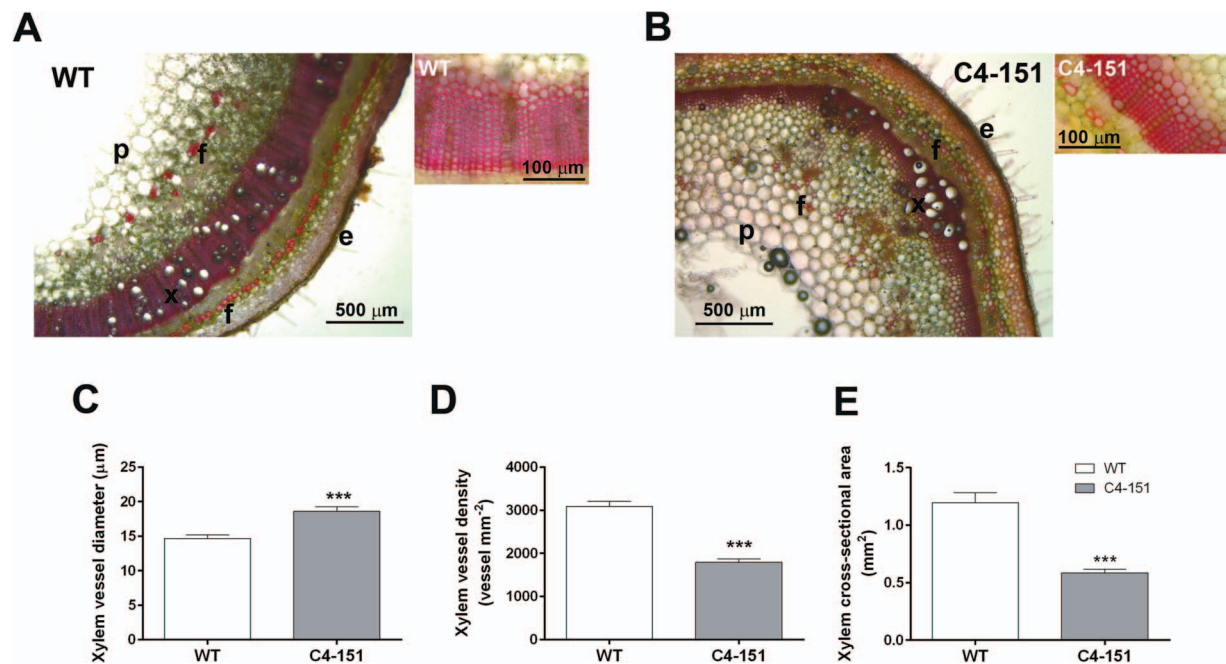 A
WT
p
f
x
f
e
500 μm
WT
100 μm
B
C4-151
e
f
x
f
p
500 μm
C4-151
100 μm
C
Xylem vessel diameter (μm)
25
20
15
10
5
0
***
WT
C4-151
D
Xylem vessel density
(vessel mm⁻²)
4000
3000
2000
1000
0
***
WT
C4-151
E
Xylem cross-sectional area
(mm²)
1.5
1.0
0.5
0.0
***
WT
C4-151
WT
C4-151